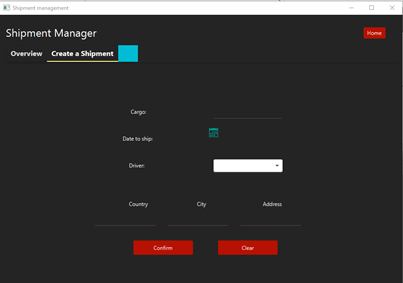 Shipment management
Shipment Manager
Home
Overview Create a Shipment
Cargo:
Date to ship:
Driver:
Country City Address
Confirm Clear